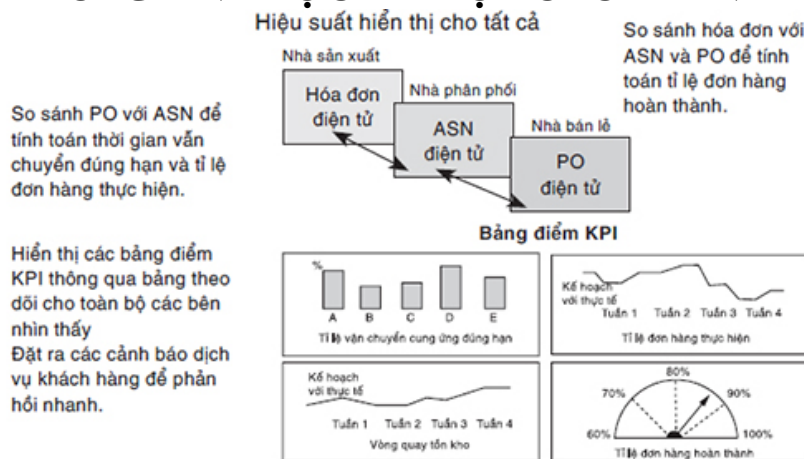 Hiệu suất hiển thị cho tất cả
So sánh hóa đơn với
ASN và PO để tính
toán tỉ lệ đơn hàng
hoàn thành.
Nhà sản xuất
Hóa đơn
điện tử
Nhà phân phối
ASN
điện tử
Nhà bán lẻ
PO
điện tử
So sánh PO với ASN để
tính toán thời gian vẫn
chuyển đúng hạn và tỉ lệ
đơn hàng thực hiện.
Bảng điểm KPI
Hiển thị các bảng điểm
KPI thông qua bảng theo
dõi cho toàn bộ các bên
nhìn thấy
Đặt ra các cảnh báo dịch
vụ khách hàng để phản
hồi nhanh.
%
A B C D E
Tỉ lệ vận chuyển cung ứng đúng hạn
Kế hoạch
với thực tế
Tuần 1 Tuần 2 Tuần 3 Tuần 4
Tỉ lệ đơn hàng thực hiện
Kế hoạch
với thực tế
Tuần 1 Tuần 2 Tuần 3 Tuần 4
Vòng quay tồn kho
60% 70% 80% 90% 100%
Tỉ lệ đơn hàng hoàn thành